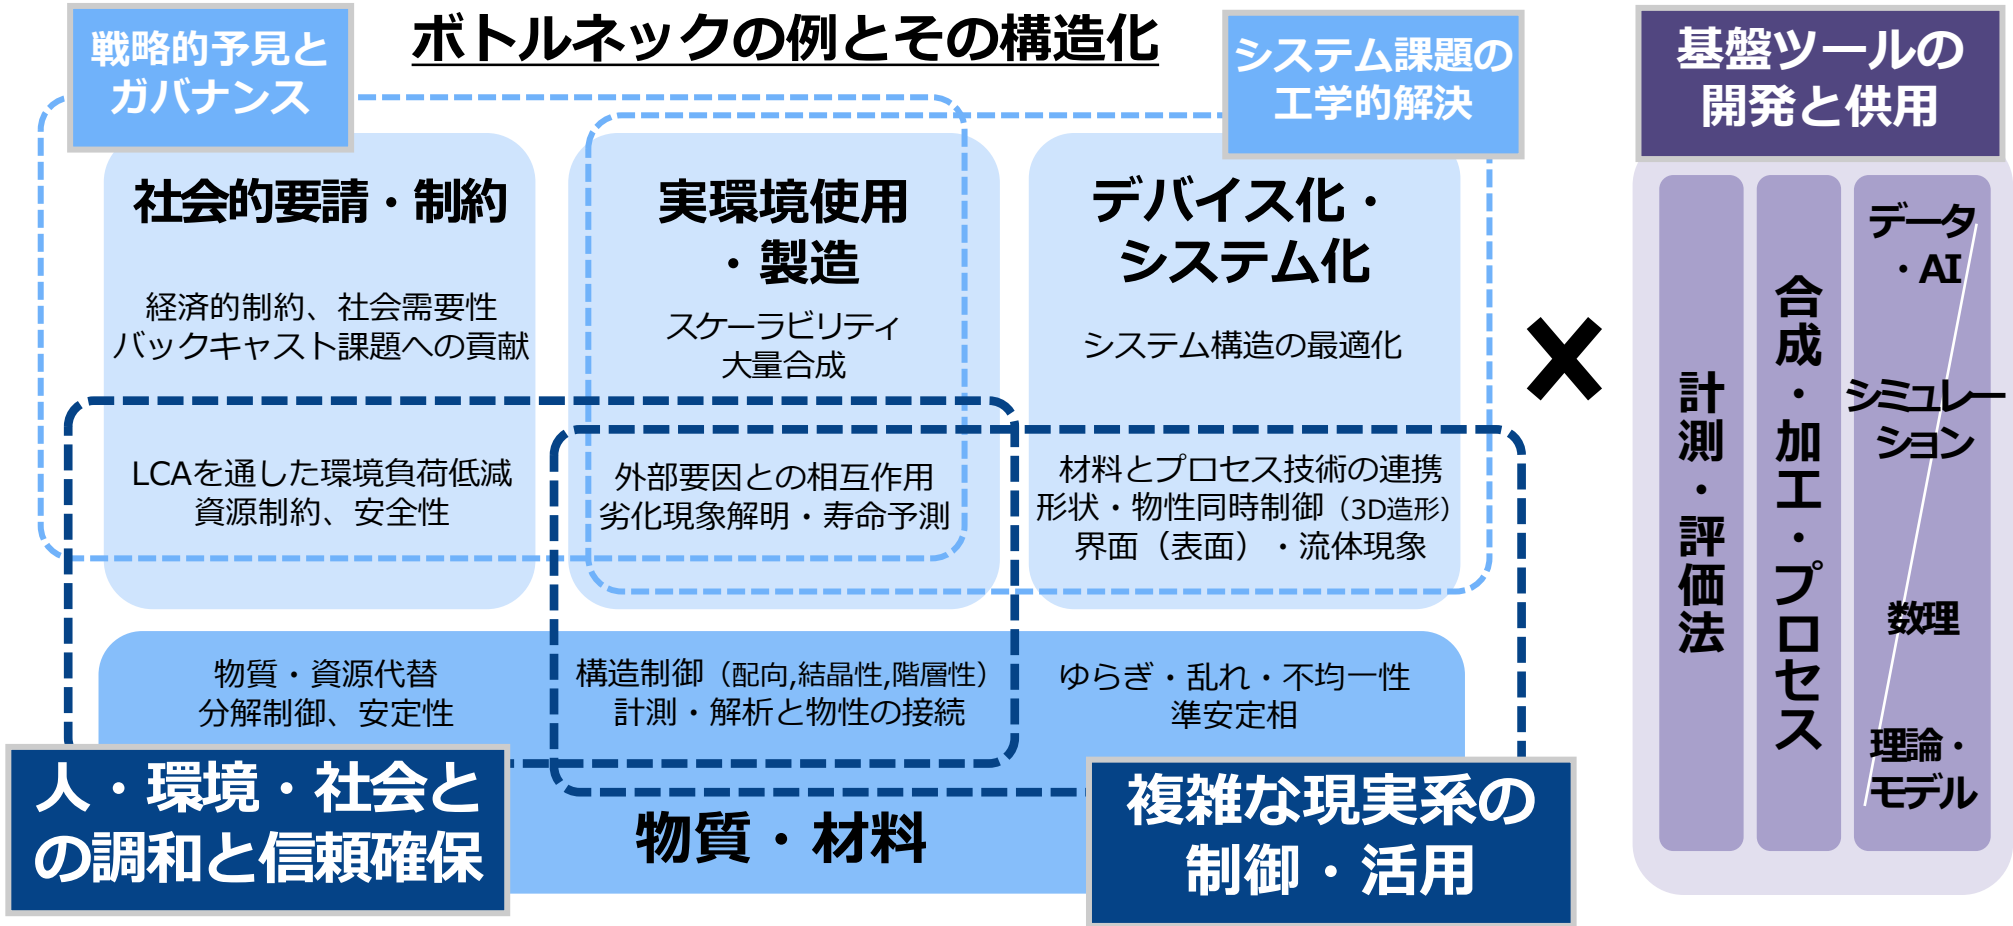 戦略的予見と
ガバナンス
ボトルネックの例とその構造化
システム課題の
工学的解決
社会的要請・制約
経済的制約、社会需要性
バックキャスト課題への貢献
LCAを通した環境負荷低減
資源制約、安全性
実環境使用
・製造
スケーラビリティ
大量合成
外部要因との相互作用
劣化現象解明・寿命予測
デバイス化・
システム化
システム構造の最適化
材料とプロセス技術の連携
形状・物性同時制御（3D造形）
界面（表面）・流体現象
物質・資源代替
分解制御、安定性
構造制御（配向,結晶性,階層性）
計測・解析と物性の接続
ゆらぎ・乱れ・不均一性
準安定相
物質・材料
人・環境・社会と
の調和と信頼確保
複雑な現実系の
制御・活用
×
基盤ツールの
開発と供用
計測・評価法
合成・加工・プロセス
データ
・AI
シミュレー
ション
数理
理論・
モデル